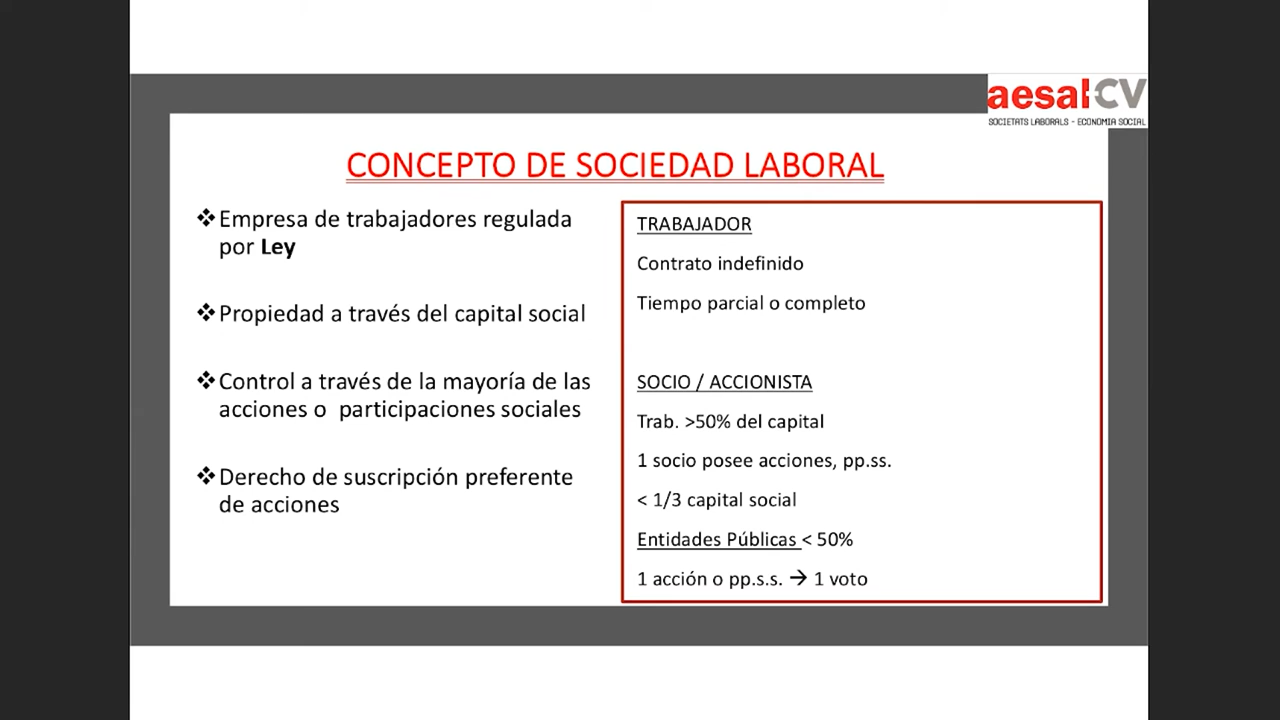 aesalCV
SOCIETATS LABORALS - ECONOMIA SOCIAL
CONCEPTO DE SOCIEDAD LABORAL
❖Empresa de trabajadores regulada
por Ley
❖Propiedad a través del capital social
❖Control a través de la mayoría de las
acciones o participaciones sociales
❖Derecho de suscripción preferente
de acciones
TRABAJADOR
Contrato indefinido
Tiempo parcial o completo
SOCIO / ACCIONISTA
Trab. >50% del capital
1 socio posee acciones, pp.ss.
< 1/3 capital social
Entidades Públicas < 50%
1 acción o pp.s.s. → 1 voto